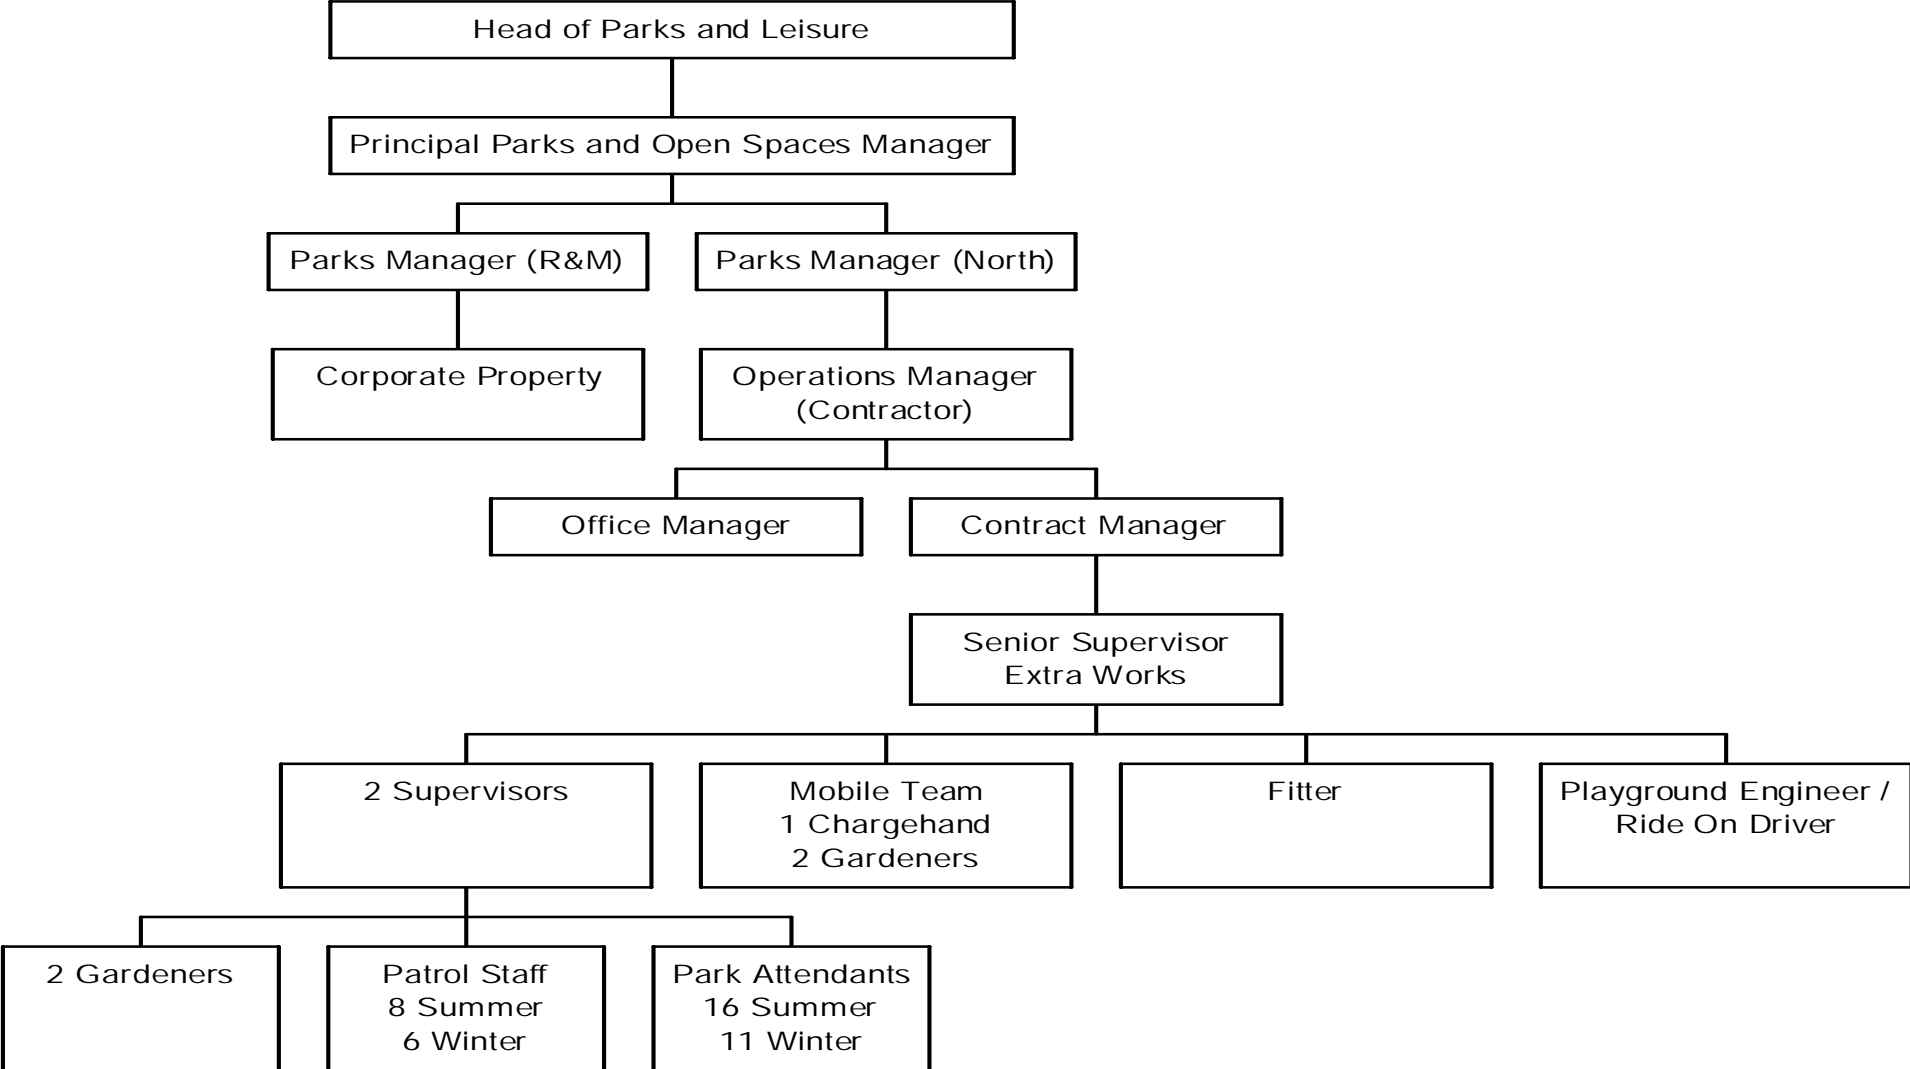 Head of Parks and Leisure
Principal Parks and Open Spaces Manager
Parks Manager (R&M)
Parks Manager (North)
Corporate Property
Operations Manager
(Contractor)
Office Manager
Contract Manager
Senior Supervisor
Extra Works
2 Supervisors
Mobile Team
1 Chargehand
2 Gardeners
Fitter
Playground Engineer /
Ride On Driver
2 Gardeners
Patrol Staff
8 Summer
6 Winter
Park Attendants
16 Summer
11 Winter